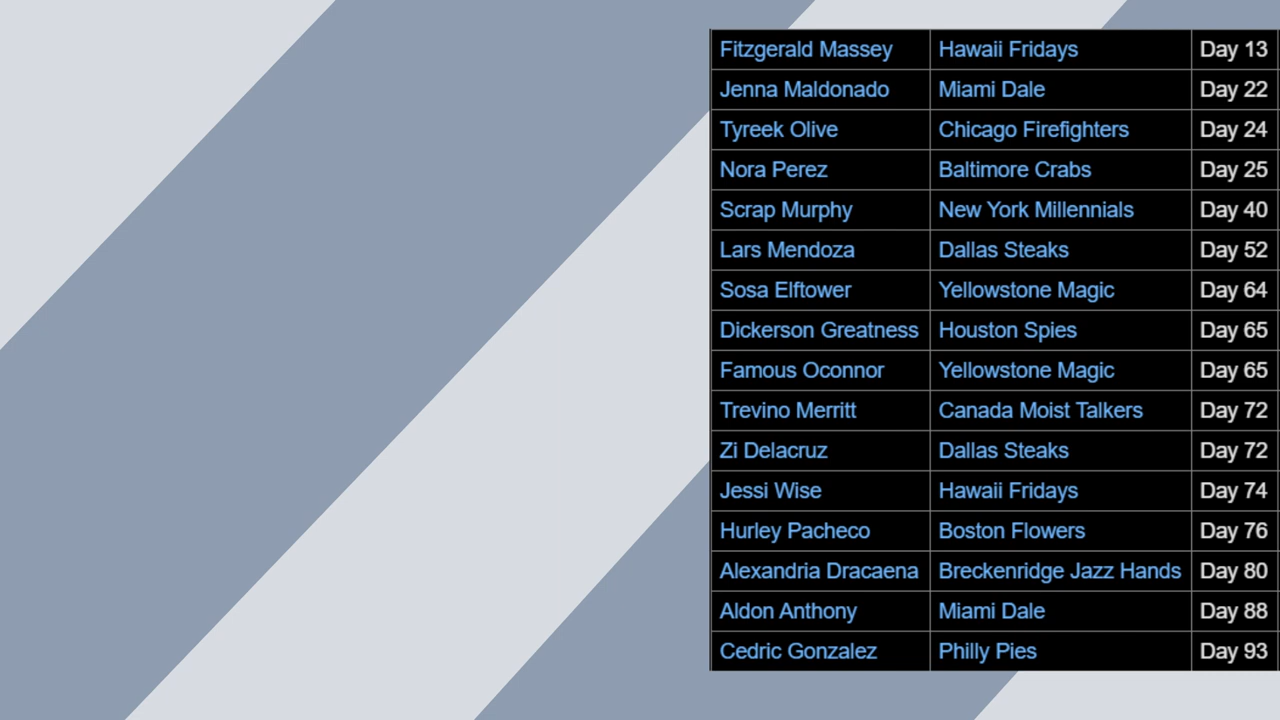 Fitzgerald Massey Hawaii Fridays Day 13
Jenna Maldonado Miami Dale Day 22
Tyreek Olive Chicago Firefighters Day 24
Nora Perez Baltimore Crabs Day 25
Scrap Murphy New York Millennials Day 40
Lars Mendoza Dallas Steaks Day 52
Sosa Elftower Yellowstone Magic Day 64
Dickerson Greatness Houston Spies Day 65
Famous Oconnor Yellowstone Magic Day 65
Trevino Merritt Canada Moist Talkers Day 72
Zi Delacruz Dallas Steaks Day 72
Jessi Wise Hawaii Fridays Day 74
Hurley Pacheco Boston Flowers Day 76
Alexandria Dracaena Breckenridge Jazz Hands Day 80
Aldon Anthony Miami Dale Day 88
Cedric Gonzalez Philly Pies Day 93